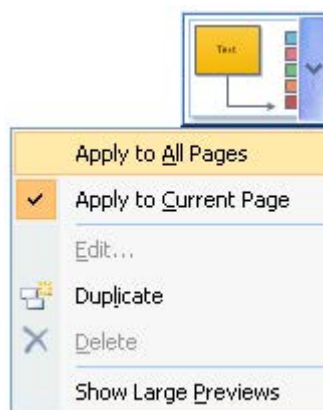 Text
Apply to All Pages
Apply to Current Page
Edit...
Duplicate
Delete
Show Large Previews